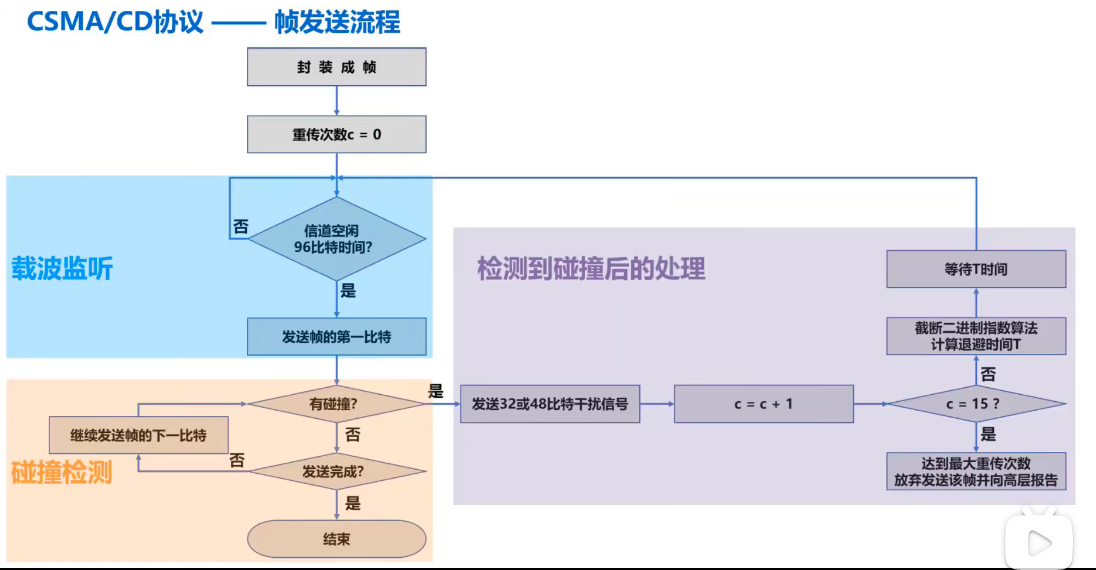 CSMA/CD协议 —— 帧发送流程
封 装 成 帧
重传次数c = 0
否
信道空闲
96比特时间?
载波监听
是
发送帧的第一比特
检测到碰撞后的处理
等待T时间
截断二进制指数算法
计算退避时间T
否
有碰撞?
是
发送32或48比特干扰信号
c = c + 1
c = 15 ?
是
达到最大重传次数
放弃发送该帧并向高层报告
继续发送帧的下一比特
否
碰撞检测
否
发送完成?
是
结束